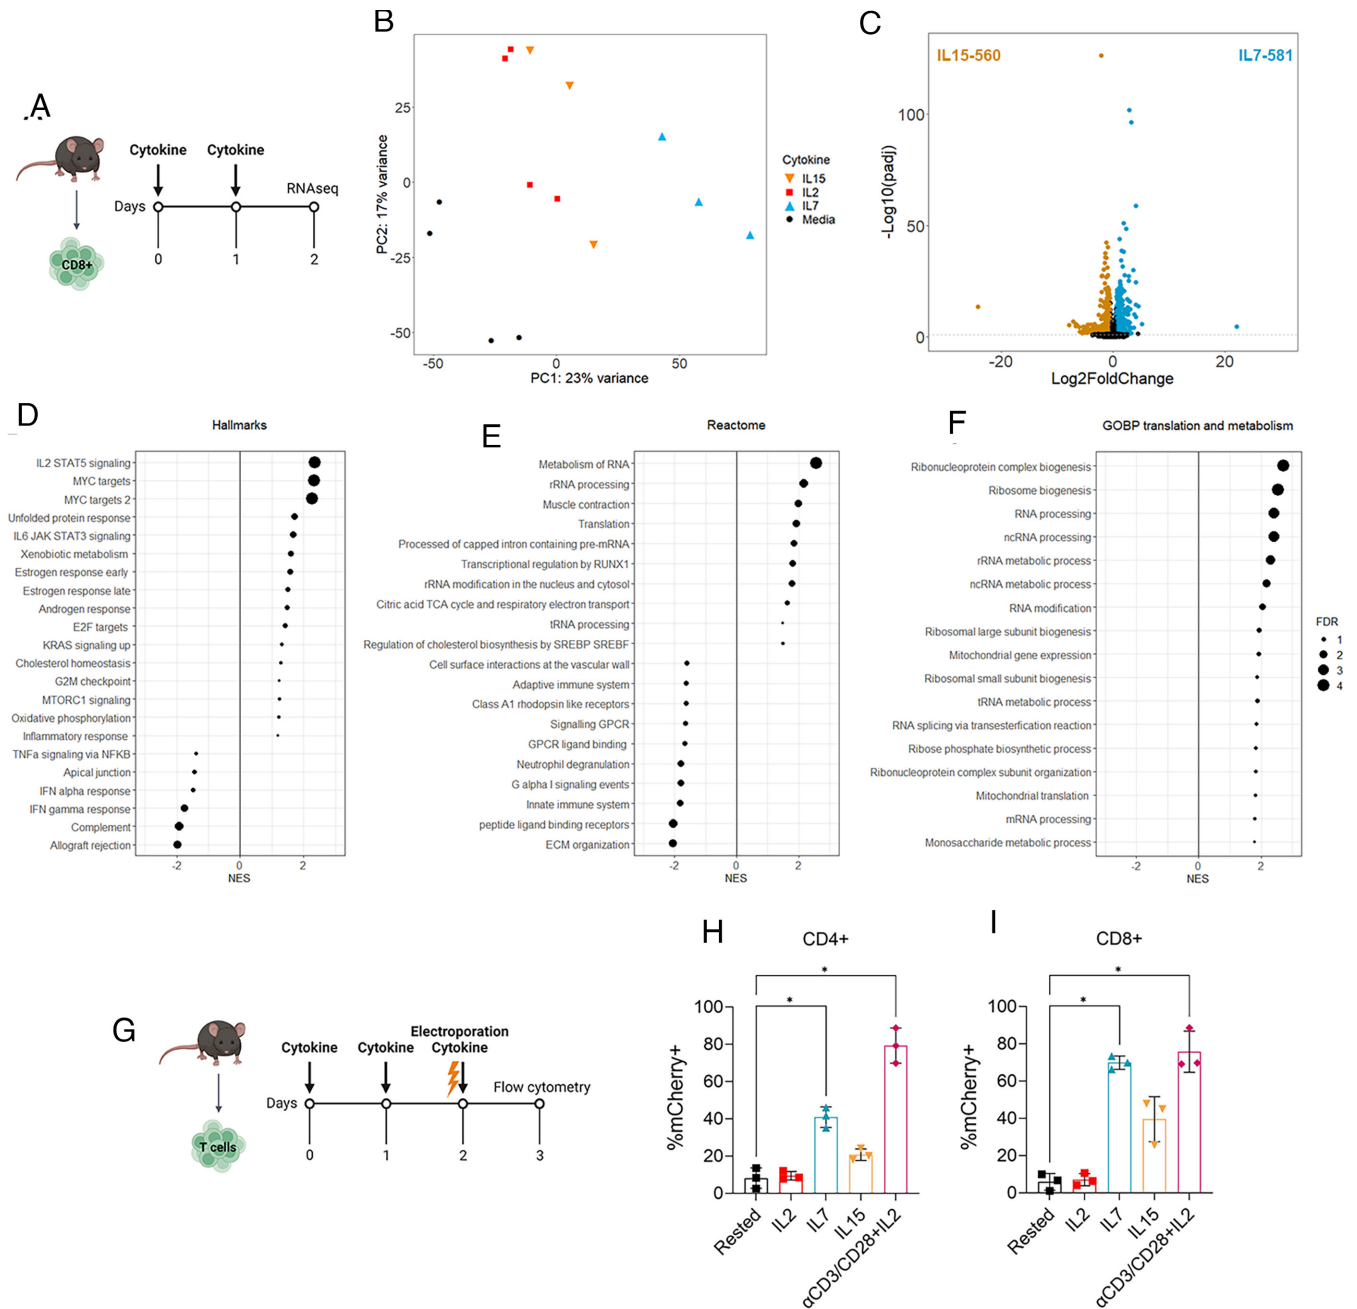 A
Cytokine
Cytokine
RNAseq
Days
CD8+
0
1
2
B
25
0
-25
-50
-50
0
50
PC2: 17% variance
PC1: 23% variance
Cytokine
IL15
IL2
IL7
Media
C
IL15-560
IL7-581
100
50
0
-20
0
20
-Log10(padj)
Log2FoldChange
D
Hallmarks
IL2 STAT5 signaling
MYC targets
MYC targets 2
Unfolded protein response
IL6 JAK STAT3 signaling
Xenobiotic metabolism
Estrogen response early
Estrogen response late
Androgen response
E2F targets
KRAS signaling up
Cholesterol homeostasis
G2M checkpoint
MTORC1 signaling
Oxidative phosphorylation
Inflammatory response
TNFa signaling via NFKB
Apical junction
IFN alpha response
IFN gamma response
Complement
Allograft rejection
-2
0
2
NES
E
Reactome
Metabolism of RNA
rRNA processing
Muscle contraction
Translation
Processed of capped intron containing pre-mRNA
Transcriptional regulation by RUNX1
rRNA modification in the nucleus and cytosol
Citric acid TCA cycle and respiratory electron transport
tRNA processing
Regulation of cholesterol biosynthesis by SREBP SREBF
Cell surface interactions at the vascular wall
Adaptive immune system
Class A1 rhodopsin like receptors
Signalling GPCR
GPCR ligand binding
Neutrophil degranulation
G alpha I signaling events
Innate immune system
peptide ligand binding receptors
ECM organization
-2
0
2
NES
F
GOBP translation and metabolism
Ribonucleoprotein complex biogenesis
Ribosome biogenesis
RNA processing
ncRNA processing
rRNA metabolic process
ncRNA metabolic process
RNA modification
Ribosomal large subunit biogenesis
Mitochondrial gene expression
Ribosomal small subunit biogenesis
tRNA metabolic process
RNA splicing via transesterfication reaction
Ribose phosphate biosynthetic process
Ribonucleoprotein complex subunit organization
Mitochondrial translation
mRNA processing
Monosaccharide metabolic process
-2
0
2
NES
FDR
1
2
3
4
G
Cytokine
Cytokine
Electroporation
Cytokine
Flow cytometry
Days
T cells
0
1
2
3
H
CD4+
*
*
100
80
60
40
20
0
%mCherry+
Rested
IL2
IL7
IL15
αCD3/CD28+IL2
I
CD8+
*
*
100
80
60
40
20
0
%mCherry+
Rested
IL2
IL7
IL15
αCD3/CD28+IL2